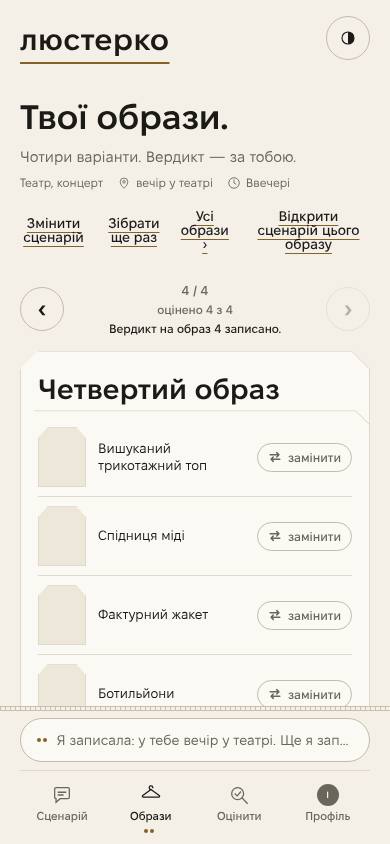 люстерко
Твої образи.
Чотири варіанти. Вердикт — за тобою.
Театр, концерт вечір у театрі Ввечері
Змінити
сценарій
Зібрати
ще раз
Усі
образи
›
Відкрити
сценарій цього
образу
4 / 4
оцінено 4 з 4
Вердикт на образ 4 записано.
Четвертий образ
Вишуканий
трикотажний топ
замінити
Спідниця міді
замінити
Фактурний жакет
замінити
Ботильйони
замінити
Я записала: у тебе вечір у театрі. Ще я зап…
Сценарій
Образи
Оцінити
І
Профіль